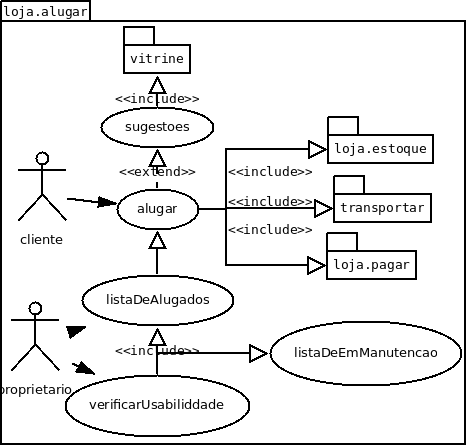 loja.alugar
vitrine
<<include>>
sugestoes
loja.estoque
<<extend>>
<<include>>
alugar
<<include>>
transportar
cliente
<<include>>
loja.pagar
listaDeAlugados
<<include>>
listaDeEmManutencao
proprietario
verificarUsabiliddade